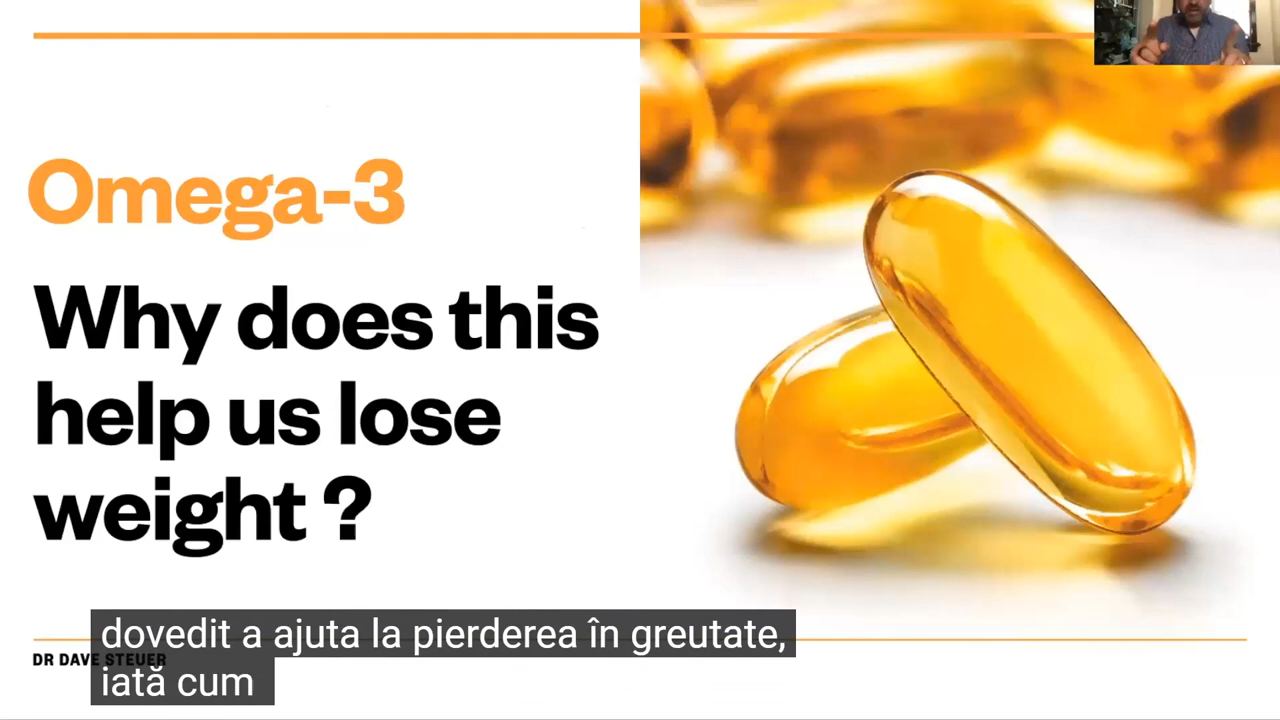 Omega-3
Why does this
help us lose
weight ?
dovedit a ajuta la pierderea în greutate,
iată cum
DR DAVE STEUER